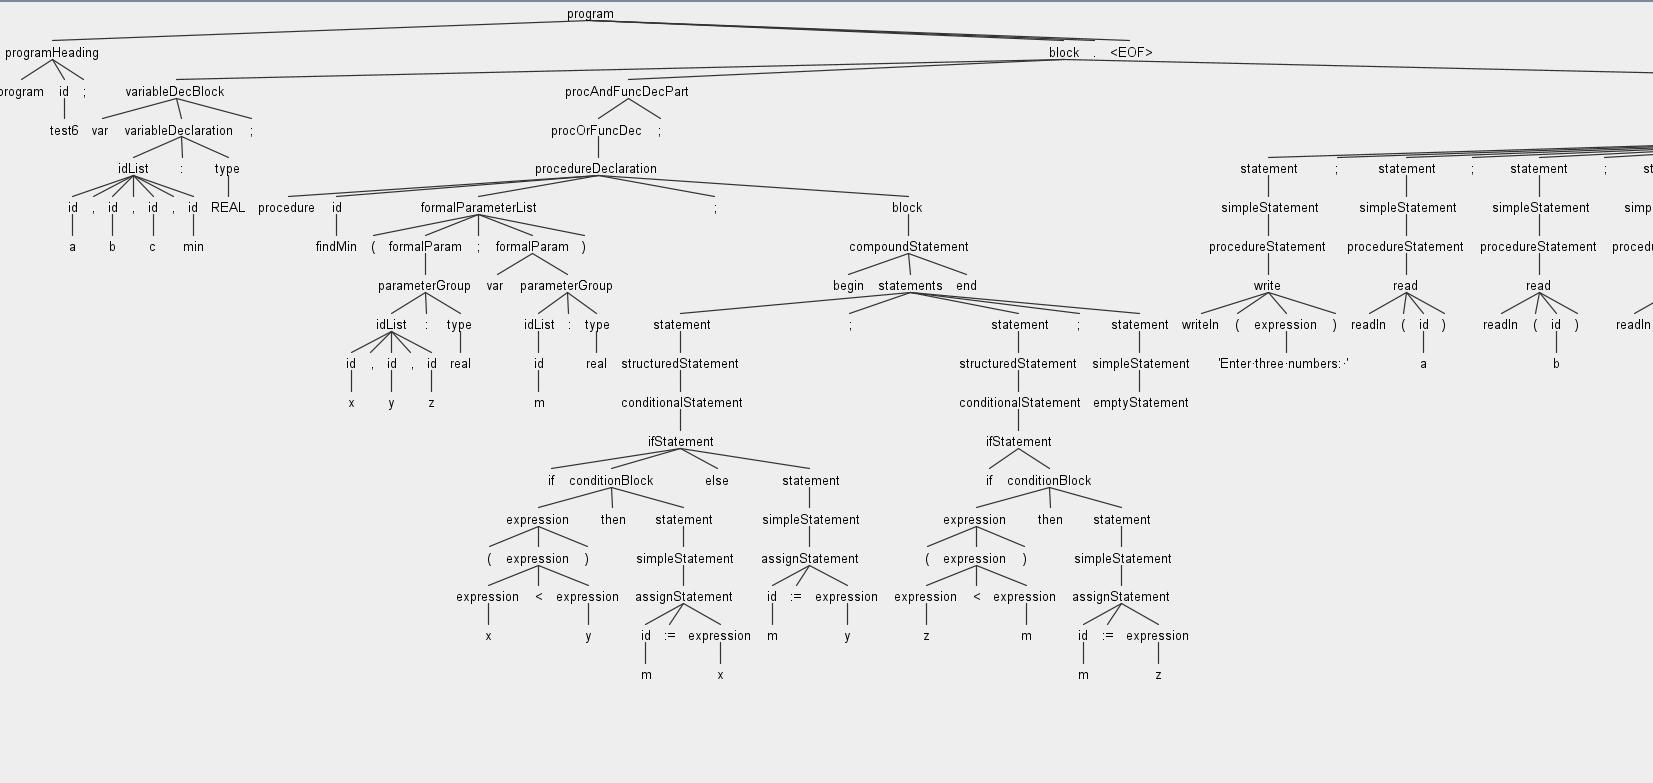 program
programHeading block . <EOF>
program id ; variableDecBlock procAndFuncDecPart
test6 var variableDeclaration ; procOrFuncDec ;
idList : type procedureDeclaration statement ; statement ; statement ; st
id , id , id , id REAL procedure id formalParameterList ; block simpleStatement simpleStatement simpleStatement simp
a b c min findMin ( formalParam ; formalParam ) compoundStatement procedureStatement procedureStatement procedureStatement procedu
parameterGroup var parameterGroup begin statements end write read read
idList : type idList : type statement ; statement ; statement writeln ( expression ) readln ( id ) readln ( id ) readln
id , id , id real id real structuredStatement structuredStatement simpleStatement 'Enter·three·numbers:·' a b
x y z m conditionalStatement conditionalStatement emptyStatement
ifStatement ifStatement
if conditionBlock else statement if conditionBlock
expression then statement simpleStatement expression then statement
( expression ) simpleStatement assignStatement ( expression ) simpleStatement
expression < expression assignStatement id := expression expression < expression assignStatement
x y id := expression m y z m id := expression
m x m z